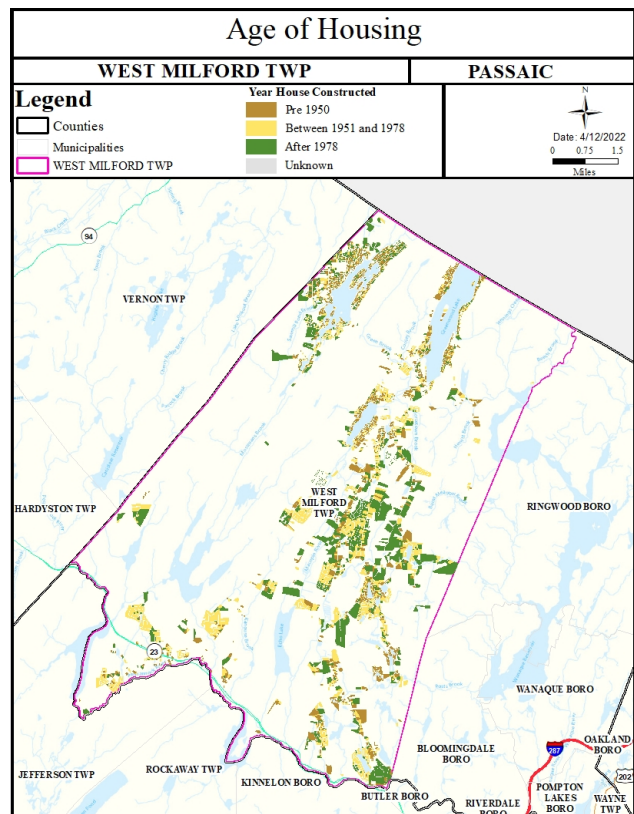 Age of Housing
WEST MILFORD TWP
PASSAIC
Legend
Counties
Municipalities
WEST MILFORD TWP
Year House Constructed
Pre 1950
Between 1951 and 1978
After 1978
Unknown
N
Date: 4/12/2022
0 0.75 1.5
Miles
94
VERNON TWP
HARDYSTON TWP
WEST
MILFORD
TWP
RINGWOOD BORO
23
WANAQUE BORO
BLOOMINGDALE
BORO
287
OAKLAND
BORO
JEFFERSON TWP
ROCKAWAY TWP
KINNELON BORO
BUTLER BORO
RIVERDALE
BORO
POMPTON
LAKES
BORO
202
WAYNE
TWP